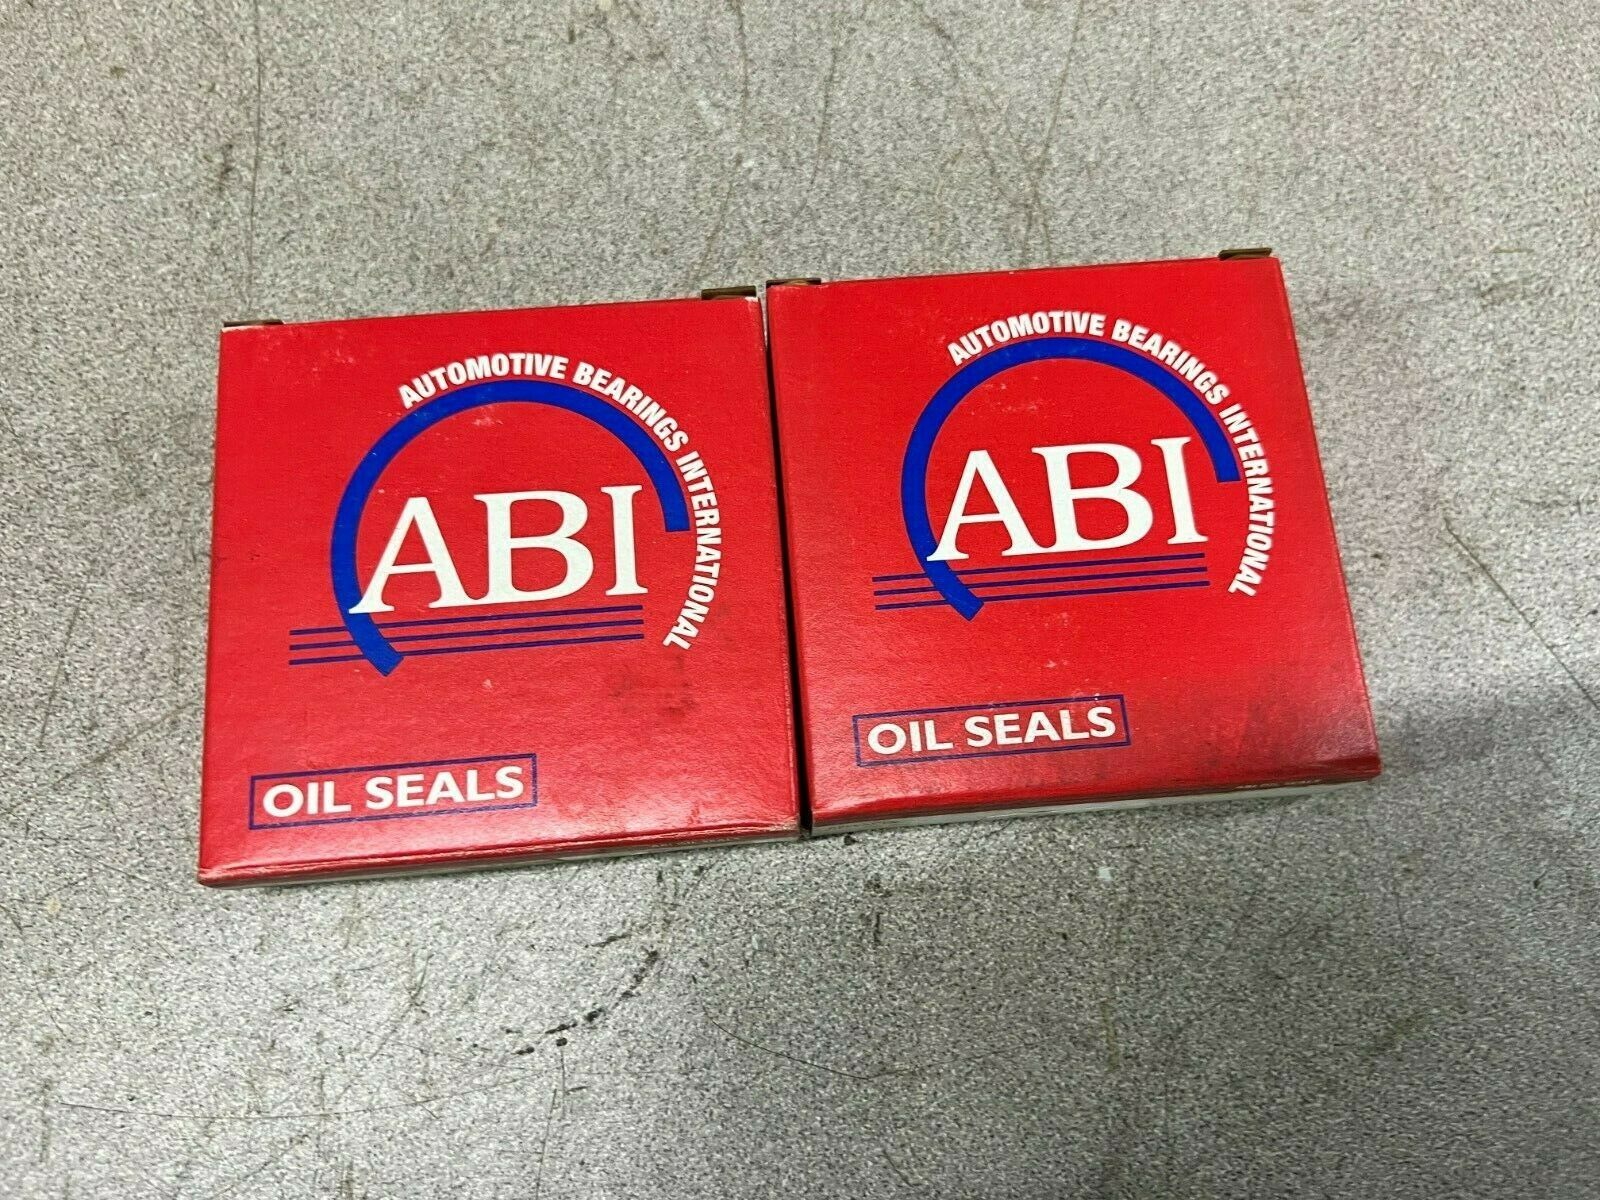 AUTOMOTIVE BEARINGS INTERNATIONAL
ABI
OIL SEALS
AUTOMOTIVE BEARINGS INTERNATIONAL
ABI
OIL SEALS